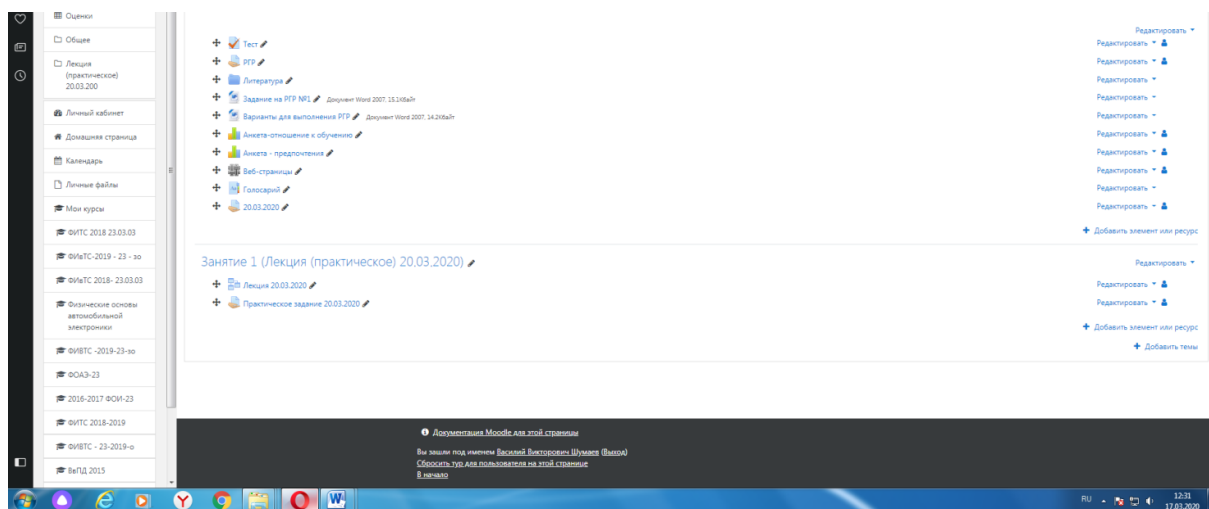 Оценки
Общее
Лекция
(практическое)
20.03.200
Личный кабинет
Домашняя страница
Календарь
Личные файлы
Мои курсы
ФИТС 2018 23.03.03
ФИвТС-2019 - 23 - зо
ФИвТС 2018- 23.03.03
Физические основы
автомобильной
электроники
ФИВТС -2019-23-зо
ФОАЭ-23
2016-2017 ФОИ-23
ФИТС 2018-2019
ФИВТС - 23-2019-о
ВвПД 2015
Редактировать
Тест Редактировать
РГР Редактировать
Литература Редактировать
Задание на РГР №1 Документ Word 2007, 15.1Кбайт Редактировать
Варианты для выполнения РГР Документ Word 2007, 14.2Кбайт Редактировать
Анкета-отношение к обучению Редактировать
Анкета - предпочтения Редактировать
Веб-страницы Редактировать
Голосарий Редактировать
20.03.2020 Редактировать
Добавить элемент или ресурс
Занятие 1 (Лекция (практическое) 20.03.2020) Редактировать
Лекция 20.03.2020 Редактировать
Практическое задание 20.03.2020 Редактировать
Добавить элемент или ресурс
Добавить темы
Документация Moodle для этой страницы
Вы зашли под именем Василий Викторович Шумаев (Выход)
Сбросить тур для пользователя на этой странице
В начало
RU 12:31
17.03.2020